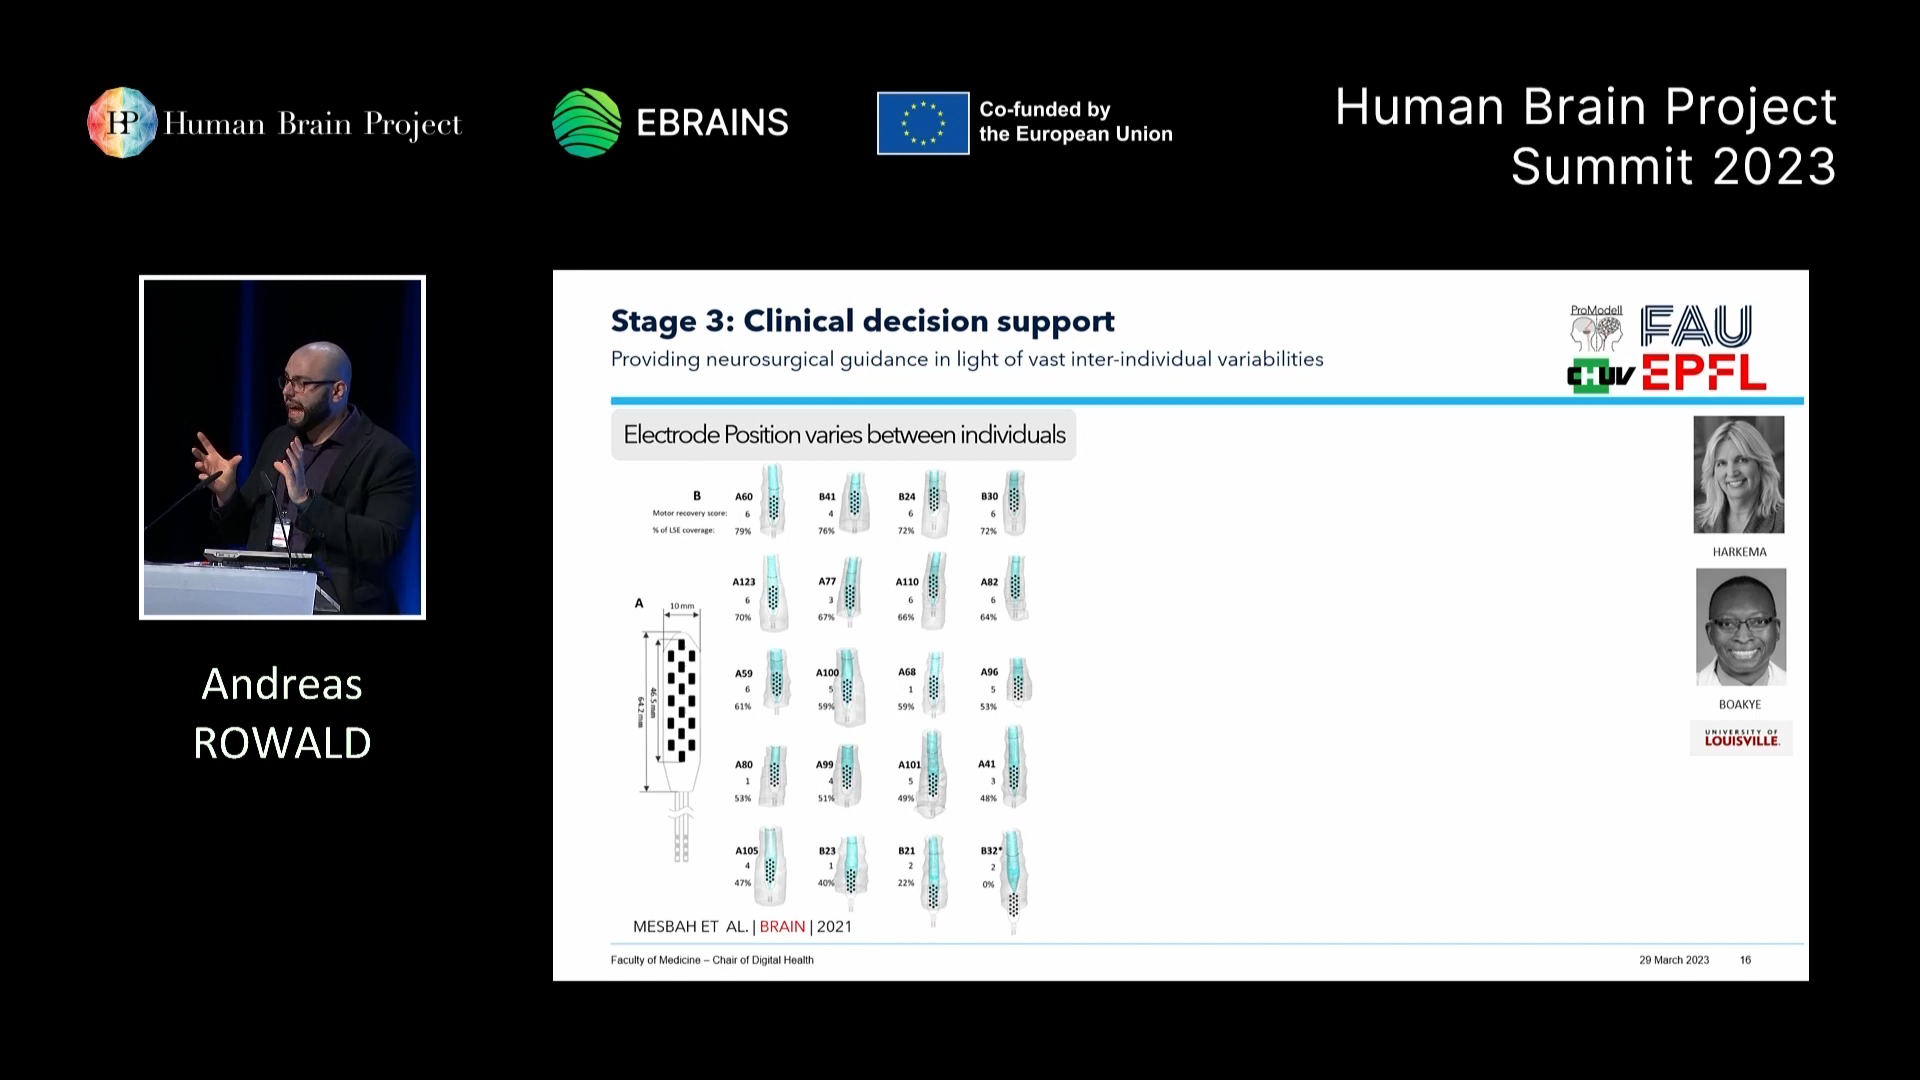 HP Human Brain Project
EBRAINS
Co-funded by
the European Union
Human Brain Project
Summit 2023
Andreas
ROWALD
Stage 3: Clinical decision support
Providing neurosurgical guidance in light of vast inter-individual variabilities
ProModell
FAU
CHUV
EPFL
Electrode Position varies between individuals
B
Motor recovery score:
% of LSE coverage:
A60
6
79%
B41
4
76%
B24
6
72%
B30
6
72%
A123
6
70%
A77
3
67%
A110
6
66%
A82
6
64%
A
10 mm
46.5 mm
64.2 mm
A59
6
61%
A100
5
59%
A68
1
59%
A96
5
53%
A80
1
53%
A99
4
51%
A101
5
49%
A41
3
48%
A105
4
47%
B23
1
40%
B21
2
22%
B32*
2
0%
MESBAH ET AL. | BRAIN | 2021
HARKEMA
BOAKYE
UNIVERSITY OF
LOUISVILLE.
Faculty of Medicine – Chair of Digital Health
29 March 2023
16